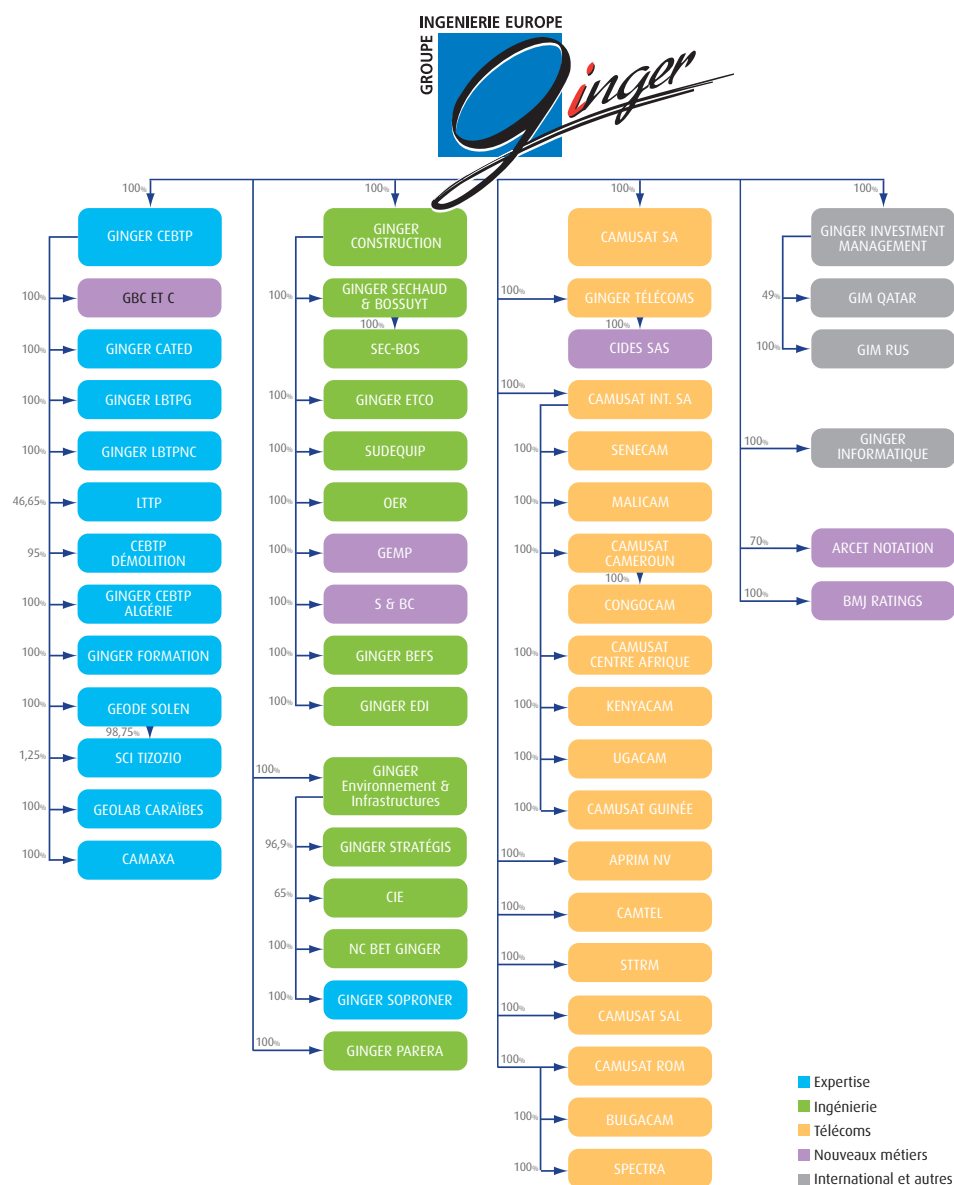 INGENIERIE EUROPE
GROUPE
Ginger
100%
100%
100%
100%
GINGER CEBTP
100%
GBC ET C
100%
GINGER CATED
100%
GINGER LBTPG
100%
GINGER LBTPNC
46,65%
LTTP
95%
CEBTP
DÉMOLITION
100%
GINGER CEBTP
ALGÉRIE
100%
GINGER FORMATION
100%
GEODE SOLEN
98,75%
1,25%
SCI TIZOZIO
100%
GEOLAB CARAÏBES
100%
CAMAXA
GINGER
CONSTRUCTION
100%
GINGER SECHAUD
& BOSSUYT
100%
SEC-BOS
100%
GINGER ETCO
100%
SUDEQUIP
100%
OER
100%
GEMP
100%
S & BC
100%
GINGER BEFS
100%
GINGER EDI
100%
GINGER
Environnement &
Infrastructures
96,9%
GINGER STRATÉGIS
65%
CIE
100%
NC BET GINGER
100%
GINGER SOPRONER
100%
GINGER PARERA
CAMUSAT SA
100%
GINGER TÉLÉCOMS
100%
CIDES SAS
100%
CAMUSAT INT. SA
100%
SENECAM
100%
MALICAM
100%
CAMUSAT
CAMEROUN
100%
CONGOCAM
100%
CAMUSAT
CENTRE AFRIQUE
100%
KENYACAM
100%
UGACAM
100%
CAMUSAT GUINÉE
100%
APRIM NV
100%
CAMTEL
100%
STTRM
100%
CAMUSAT SAL
100%
CAMUSAT ROM
100%
BULGACAM
100%
SPECTRA
GINGER INVESTMENT
MANAGEMENT
49%
GIM QATAR
100%
GIM RUS
100%
GINGER
INFORMATIQUE
70%
ARCET NOTATION
100%
BMJ RATINGS
Expertise
Ingénierie
Télécoms
Nouveaux métiers
International et autres